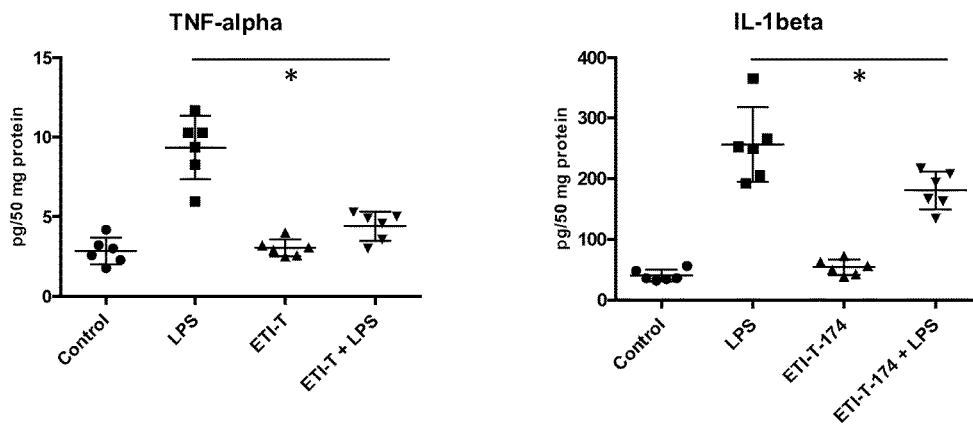 TNF-alpha
15
10
5
0
pg/50 mg protein
*
Control
LPS
ETI-T
ETI-T + LPS
IL-1beta
400
300
200
100
0
pg/50 mg protein
*
Control
LPS
ETI-T-174
ETI-T-174 + LPS